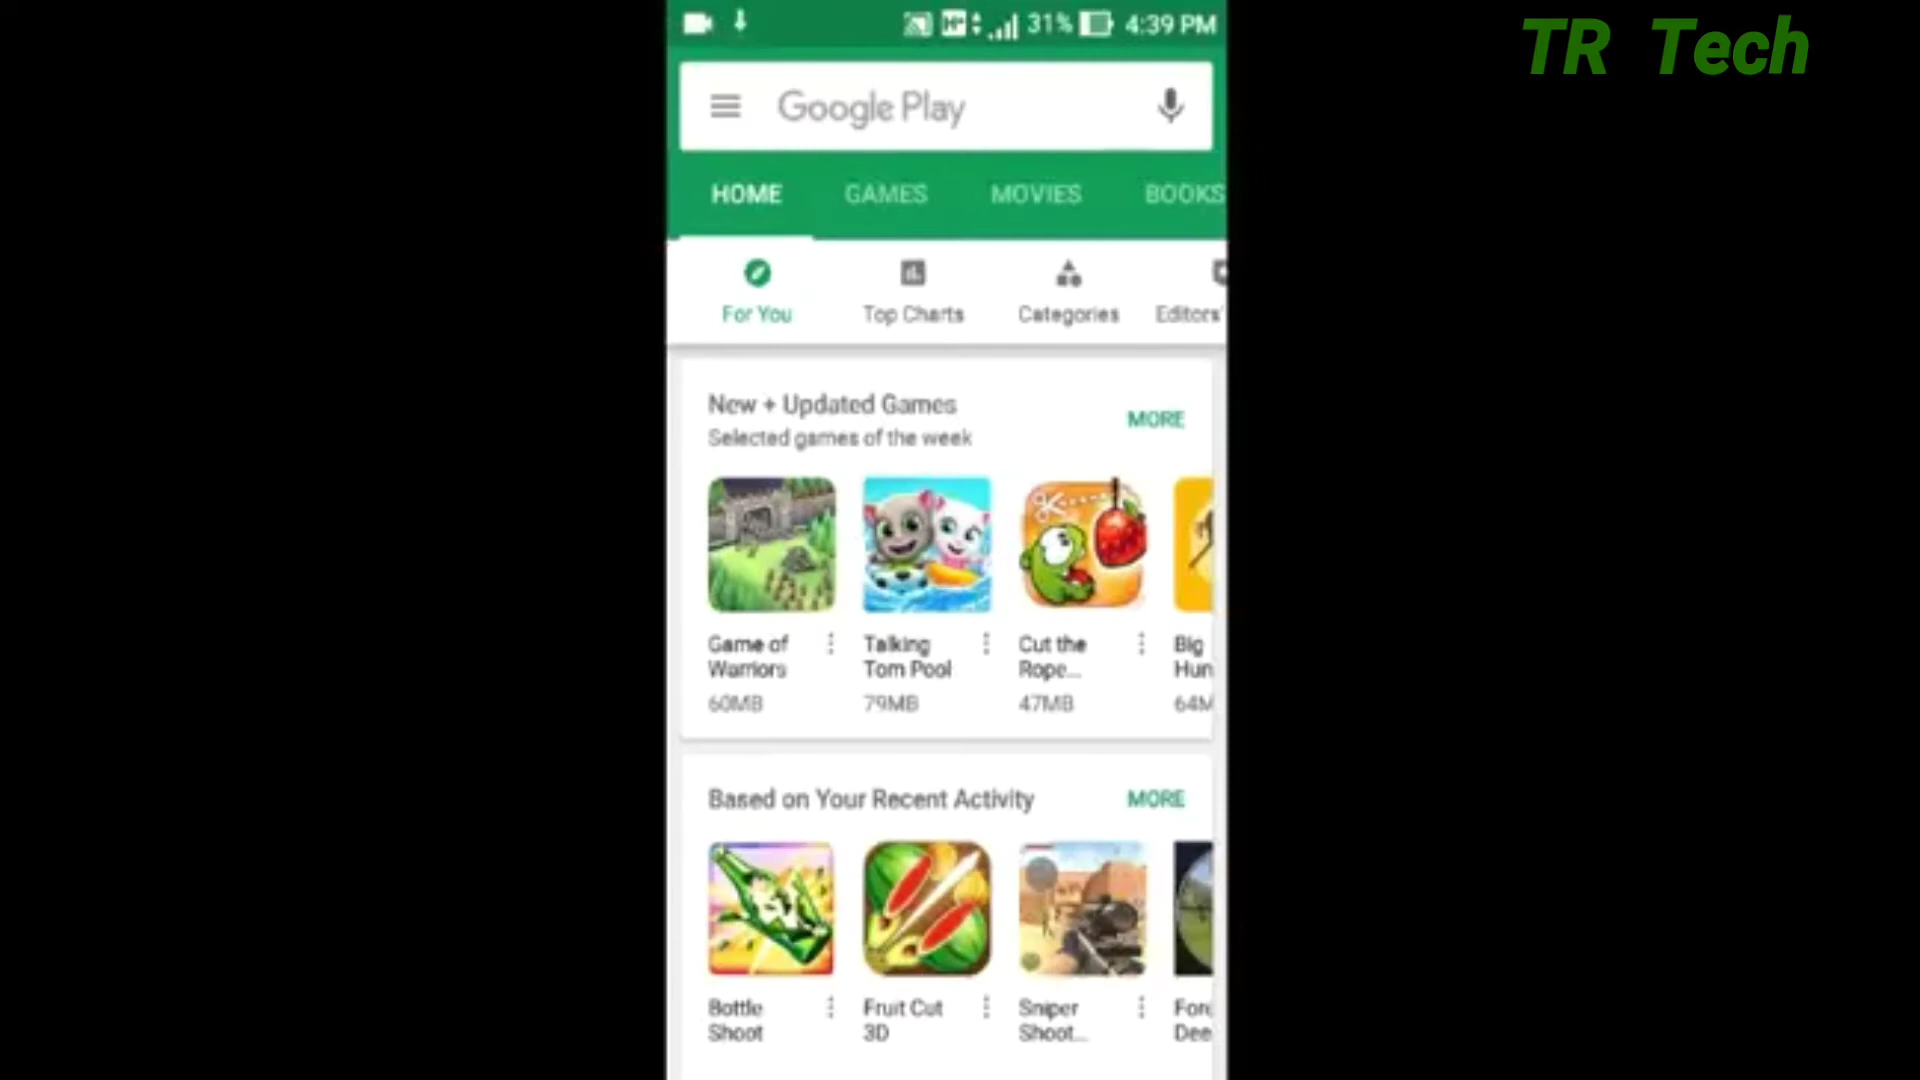 31% 4:39 PM
TR Tech
Google Play
HOME GAMES MOVIES BOOKS
For You Top Charts Categories Editors'
New + Updated Games
MORE
Selected games of the week
Game of Warriors
60MB
Talking Tom Pool
79MB
Cut the Rope...
47MB
Big Hun
64M
Based on Your Recent Activity
MORE
Bottle Shoot
Fruit Cut 3D
Sniper Shoot...
Dee